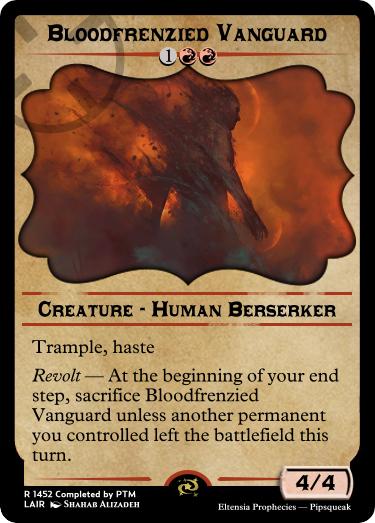 Bloodfrenzied Vanguard
1
Creature - Human Berserker
Trample, haste
Revolt — At the beginning of your end
step, sacrifice Bloodfrenzied
Vanguard unless another permanent
you controlled left the battlefield this
turn.
4/4
R 1452 Completed by PTM
LAIR Shahab Alizadeh
Eltensia Prophecies — Pipsqueak